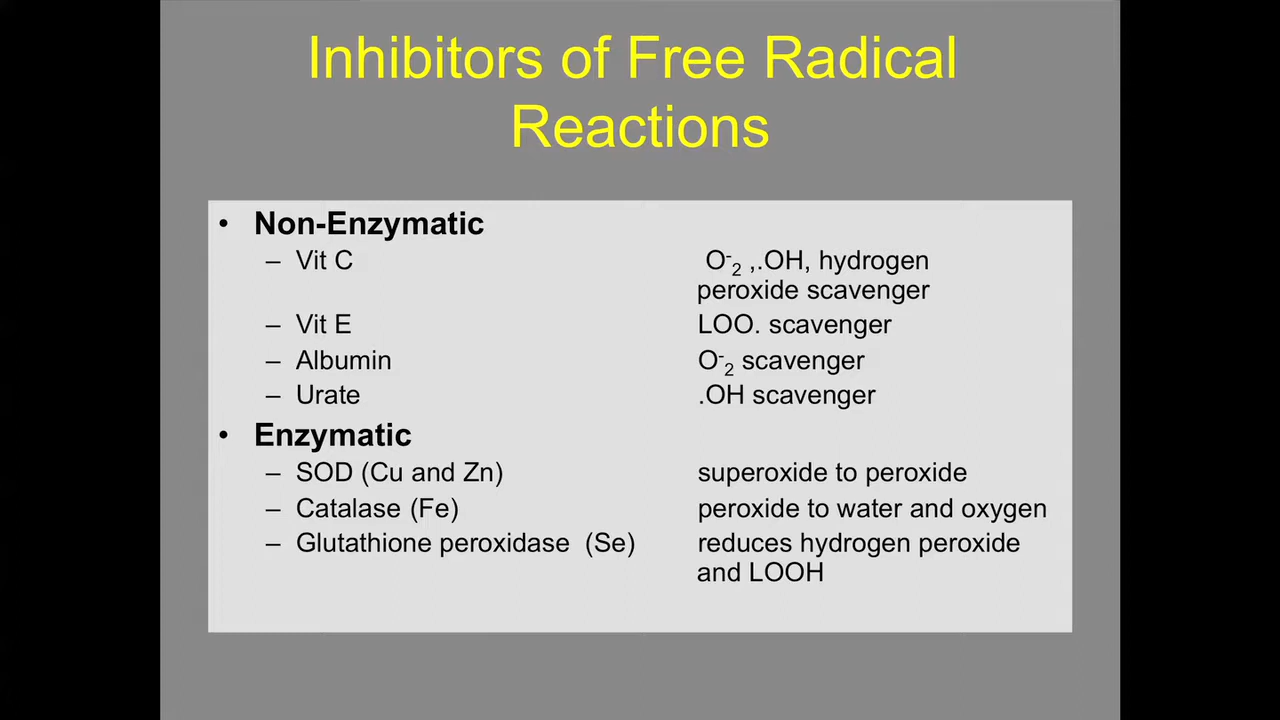 Inhibitors of Free Radical
Reactions
• Non-Enzymatic
– Vit C O⁻₂ ,.OH, hydrogen
peroxide scavenger
– Vit E LOO. scavenger
– Albumin O⁻₂ scavenger
– Urate .OH scavenger
• Enzymatic
– SOD (Cu and Zn) superoxide to peroxide
– Catalase (Fe) peroxide to water and oxygen
– Glutathione peroxidase (Se) reduces hydrogen peroxide
and LOOH